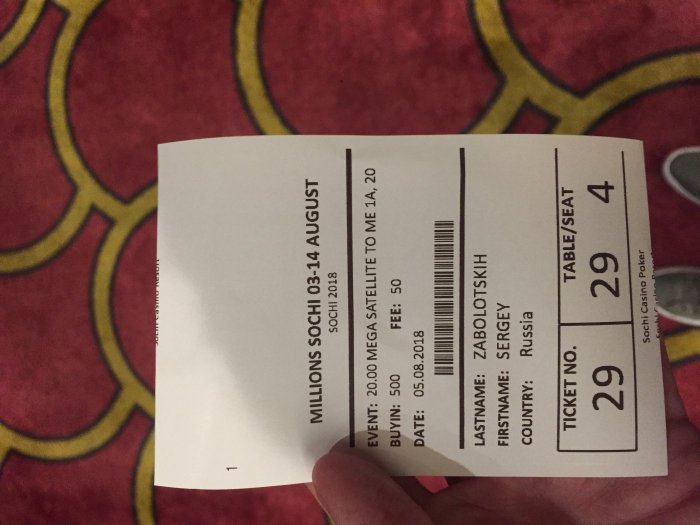 MILLIONS SOCHI 03-14 AUGUST
SOCHI 2018
EVENT: 20.00 MEGA SATELLITE TO ME 1A, 20
BUYIN: 500 FEE: 50
DATE: 05.08.2018
LASTNAME: ZABOLOTSKIH
FIRSTNAME: SERGEY
COUNTRY: Russia
TICKET NO. TABLE/SEAT
29 29 4
Sochi Casino Poker
1